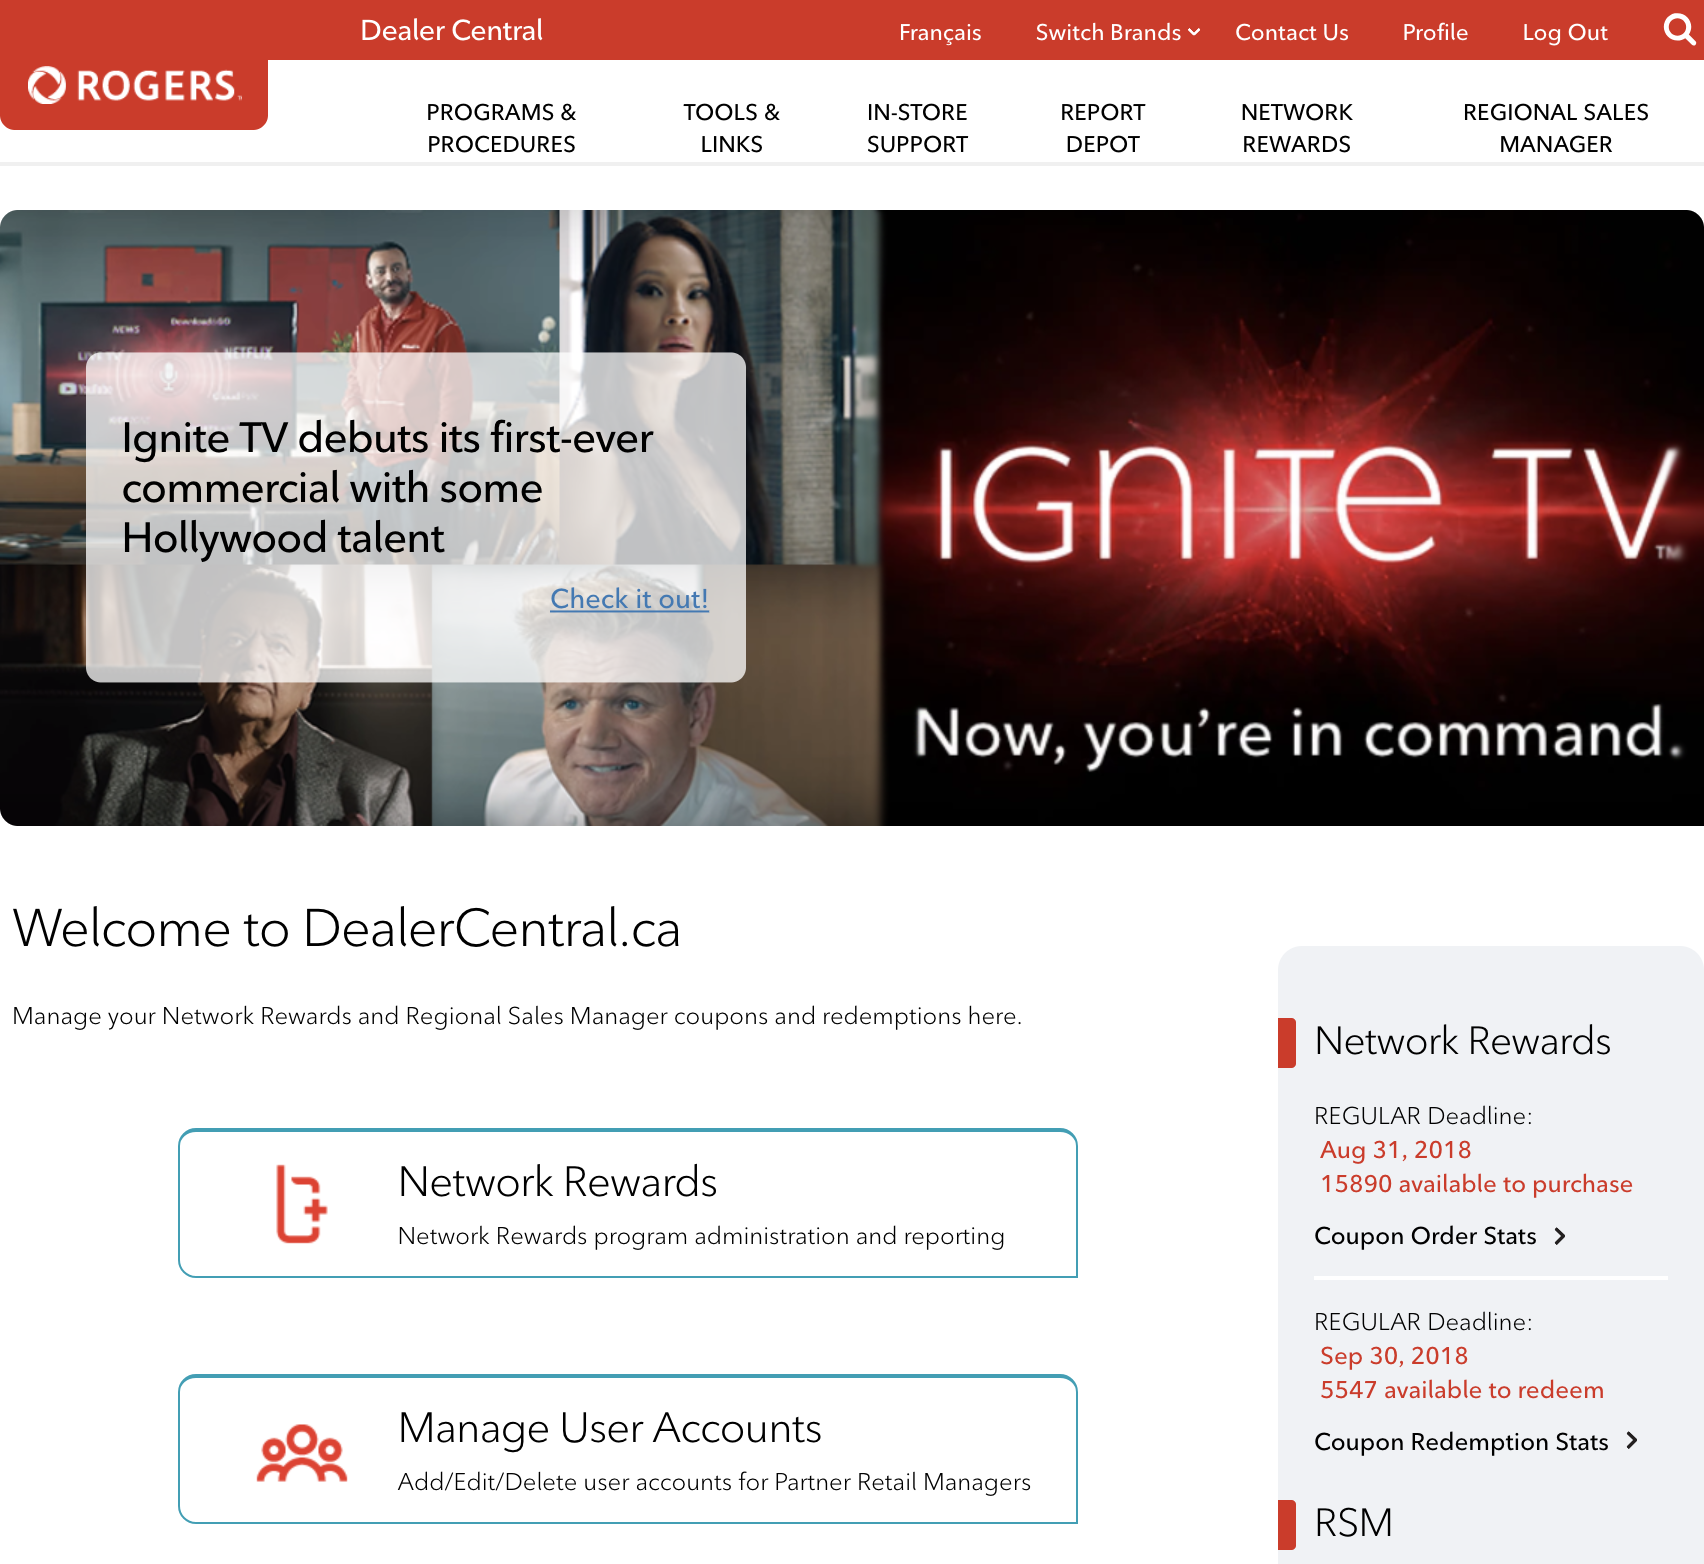 Dealer Central
Français
Switch Brands
Contact Us
Profile
Log Out
ROGERS
PROGRAMS &
PROCEDURES
TOOLS &
LINKS
IN-STORE
SUPPORT
REPORT
DEPOT
NETWORK
REWARDS
REGIONAL SALES
MANAGER
NEWS
LIVE TV
NETFLIX
YouTube
Ignite TV debuts its first-ever
commercial with some
Hollywood talent
Check it out!
IGNITE TV™
Now, you're in command.
Welcome to DealerCentral.ca
Manage your Network Rewards and Regional Sales Manager coupons and redemptions here.
Network Rewards
Network Rewards program administration and reporting
Manage User Accounts
Add/Edit/Delete user accounts for Partner Retail Managers
Network Rewards
REGULAR Deadline:
Aug 31, 2018
15890 available to purchase
Coupon Order Stats
REGULAR Deadline:
Sep 30, 2018
5547 available to redeem
Coupon Redemption Stats
RSM